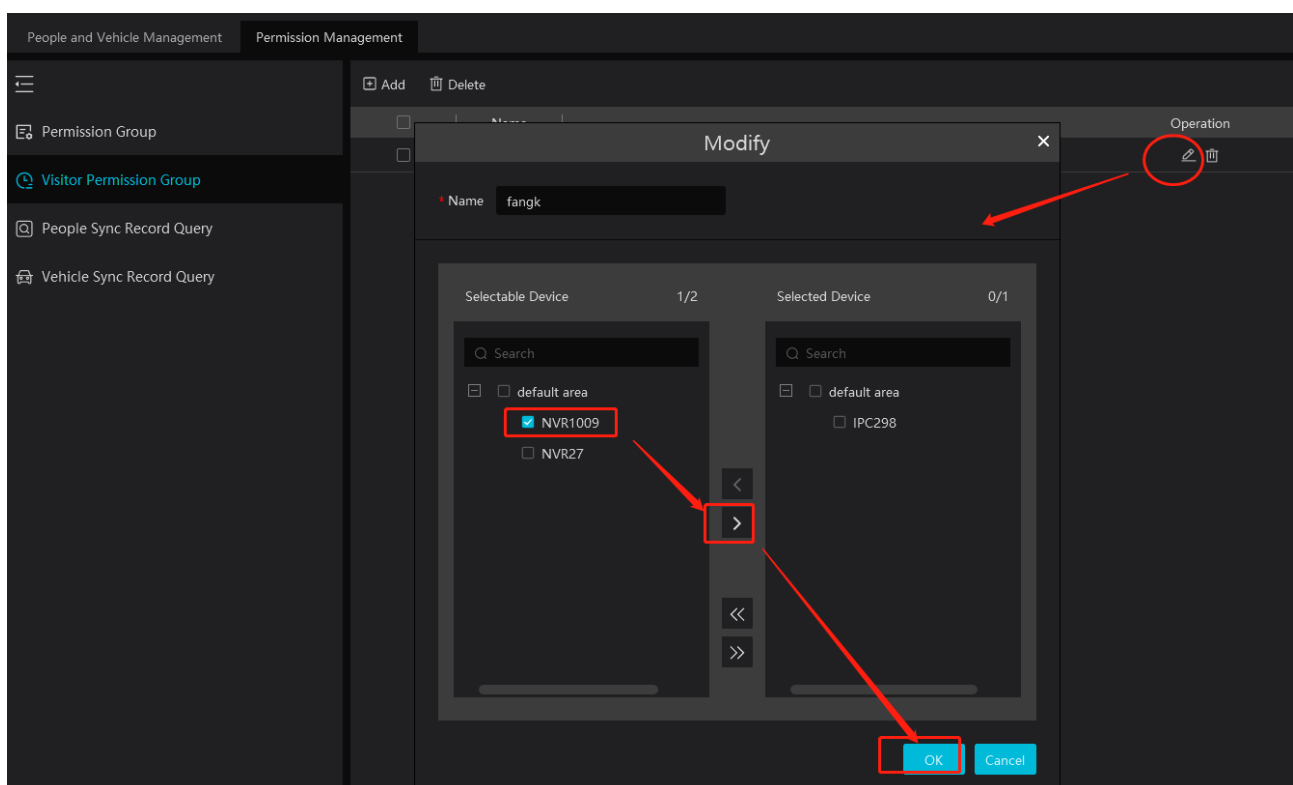 People and Vehicle Management Permission Management
Add Delete
Permission Group
Name Operation
Modify
Visitor Permission Group
* Name fangk
People Sync Record Query
Vehicle Sync Record Query
Selectable Device 1/2 Selected Device 0/1
Search Search
default area default area
NVR1009 IPC298
NVR27
OK Cancel